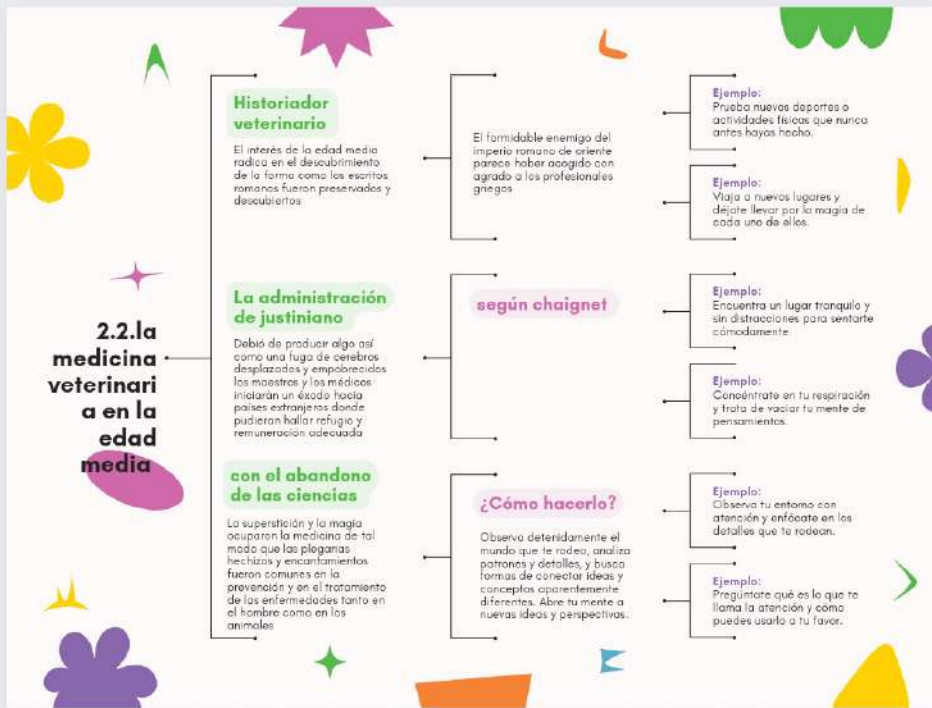 2.2.la
medicina
veterinari
a en la
edad
media
Historiador
veterinario
El interés de la edad media
radica en el descubrimiento
de la forma como los escritos
romanos fueron preservados y
descubiertos
El formidable enemigo del
imperio romano de oriente
parece haber acogido con
agrado a los profesionales
griegos
Ejemplo:
Prueba nuevos deportes o
actividades físicas que nunca
antes hayas hecho.
Ejemplo:
Viaja a nuevos lugares y
déjate llevar por la magia de
cada uno de ellos.
La administración
de justiniano
Debió de producir algo así
como una fuga de cerebros
desplazados y empobrecidos
los maestros y los médicos
iniciarán un éxodo hacia
países extranjeros donde
pudieran hallar refugio y
remuneración adecuada
según chaignet
Ejemplo:
Encuentra un lugar tranquilo y
sin distracciones para sentarte
cómodamente.
Ejemplo:
Concéntrate en tu respiración
y trata de vaciar tu mente de
pensamientos.
con el abandono
de las ciencias
La superstición y la magia
ocuparon la medicina de tal
modo que las plegarias
hechizos y encantamientos
fueron comunes en la
prevención y en el tratamiento
de las enfermedades tanto en
el hombre como en los
animales
¿Cómo hacerlo?
Observa detenidamente el
mundo que te rodea, analiza
patrones y detalles, y busca
formas de conectar ideas y
conceptos aparentemente
diferentes. Abre tu mente a
nuevas ideas y perspectivas.
Ejemplo:
Observa tu entorno con
atención y enfócate en los
detalles que te rodean.
Ejemplo:
Pregúntate qué es lo que te
llama la atención y cómo
puedes usarlo a tu favor.